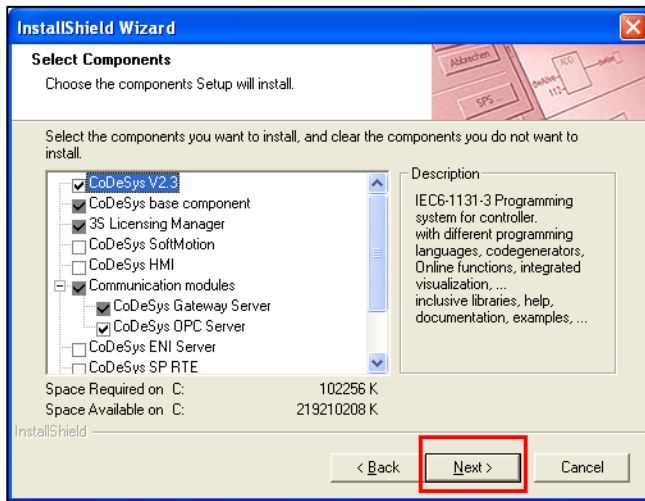 InstallShield Wizard
Select Components
Choose the components Setup will install.
Abbrechen
SPS ...
Select the components you want to install, and clear the components you do not want to
install.
CoDeSys V2.3
CoDeSys base component
3S Licensing Manager
CoDeSys SoftMotion
CoDeSys HMI
Communication modules
CoDeSys Gateway Server
CoDeSys OPC Server
CoDeSys ENI Server
CoDeSys SP RTE
Description
IEC6-1131-3 Programming
system for controller.
with different programming
languages, codegenerators,
Online functions, integrated
visualization, ...
inclusive libraries, help,
documentation, examples, ...
Space Required on C: 102256 K
Space Available on C: 219210208 K
InstallShield
< Back
Next >
Cancel